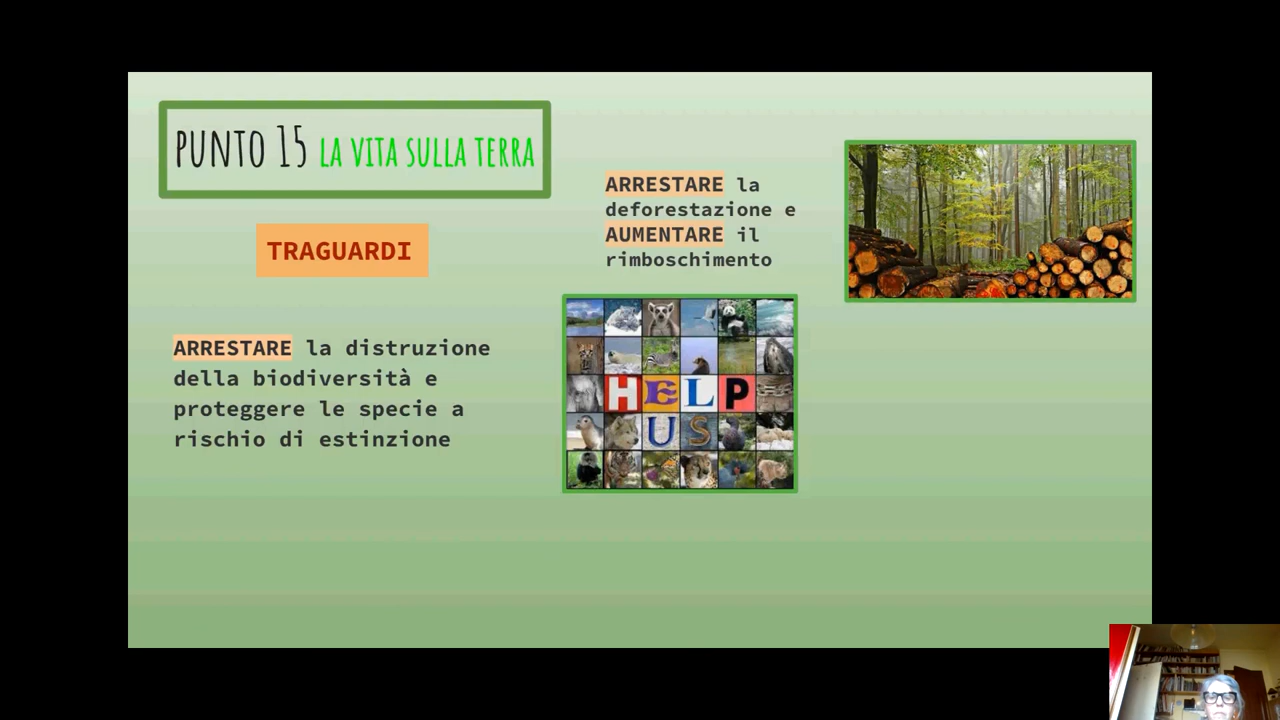 PUNTO 15 LA VITA SULLA TERRA
TRAGUARDI
ARRESTARE la distruzione
della biodiversità e
proteggere le specie a
rischio di estinzione
ARRESTARE la
deforestazione e
AUMENTARE il
rimboschimento
HELP
US